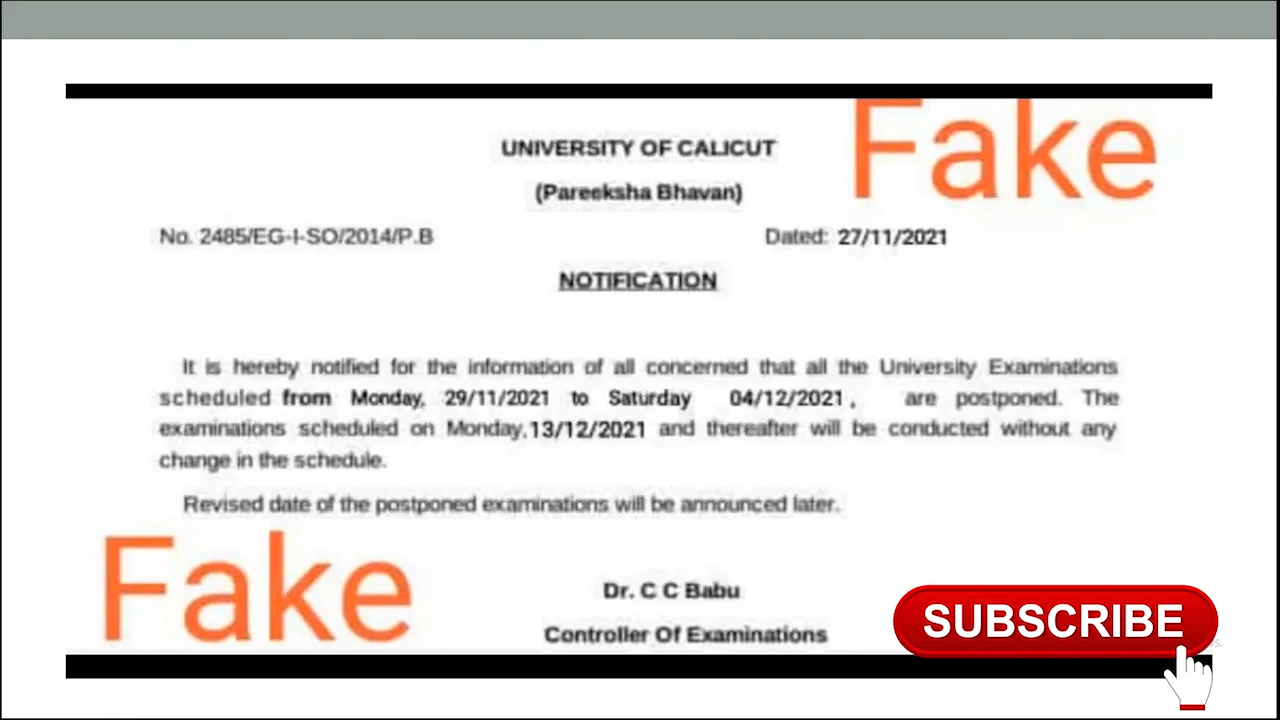 Fake
UNIVERSITY OF CALICUT
(Pareeksha Bhavan)
No. 2485/EG-I-SO/2014/P.B Dated: 27/11/2021
NOTIFICATION
It is hereby notified for the information of all concerned that all the University Examinations
scheduled from Monday, 29/11/2021 to Saturday 04/12/2021, are postponed. The
examinations scheduled on Monday,13/12/2021 and thereafter will be conducted without any
change in the schedule.
Revised date of the postponed examinations will be announced later.
Fake
Dr. C C Babu
Controller Of Examinations
SUBSCRIBE